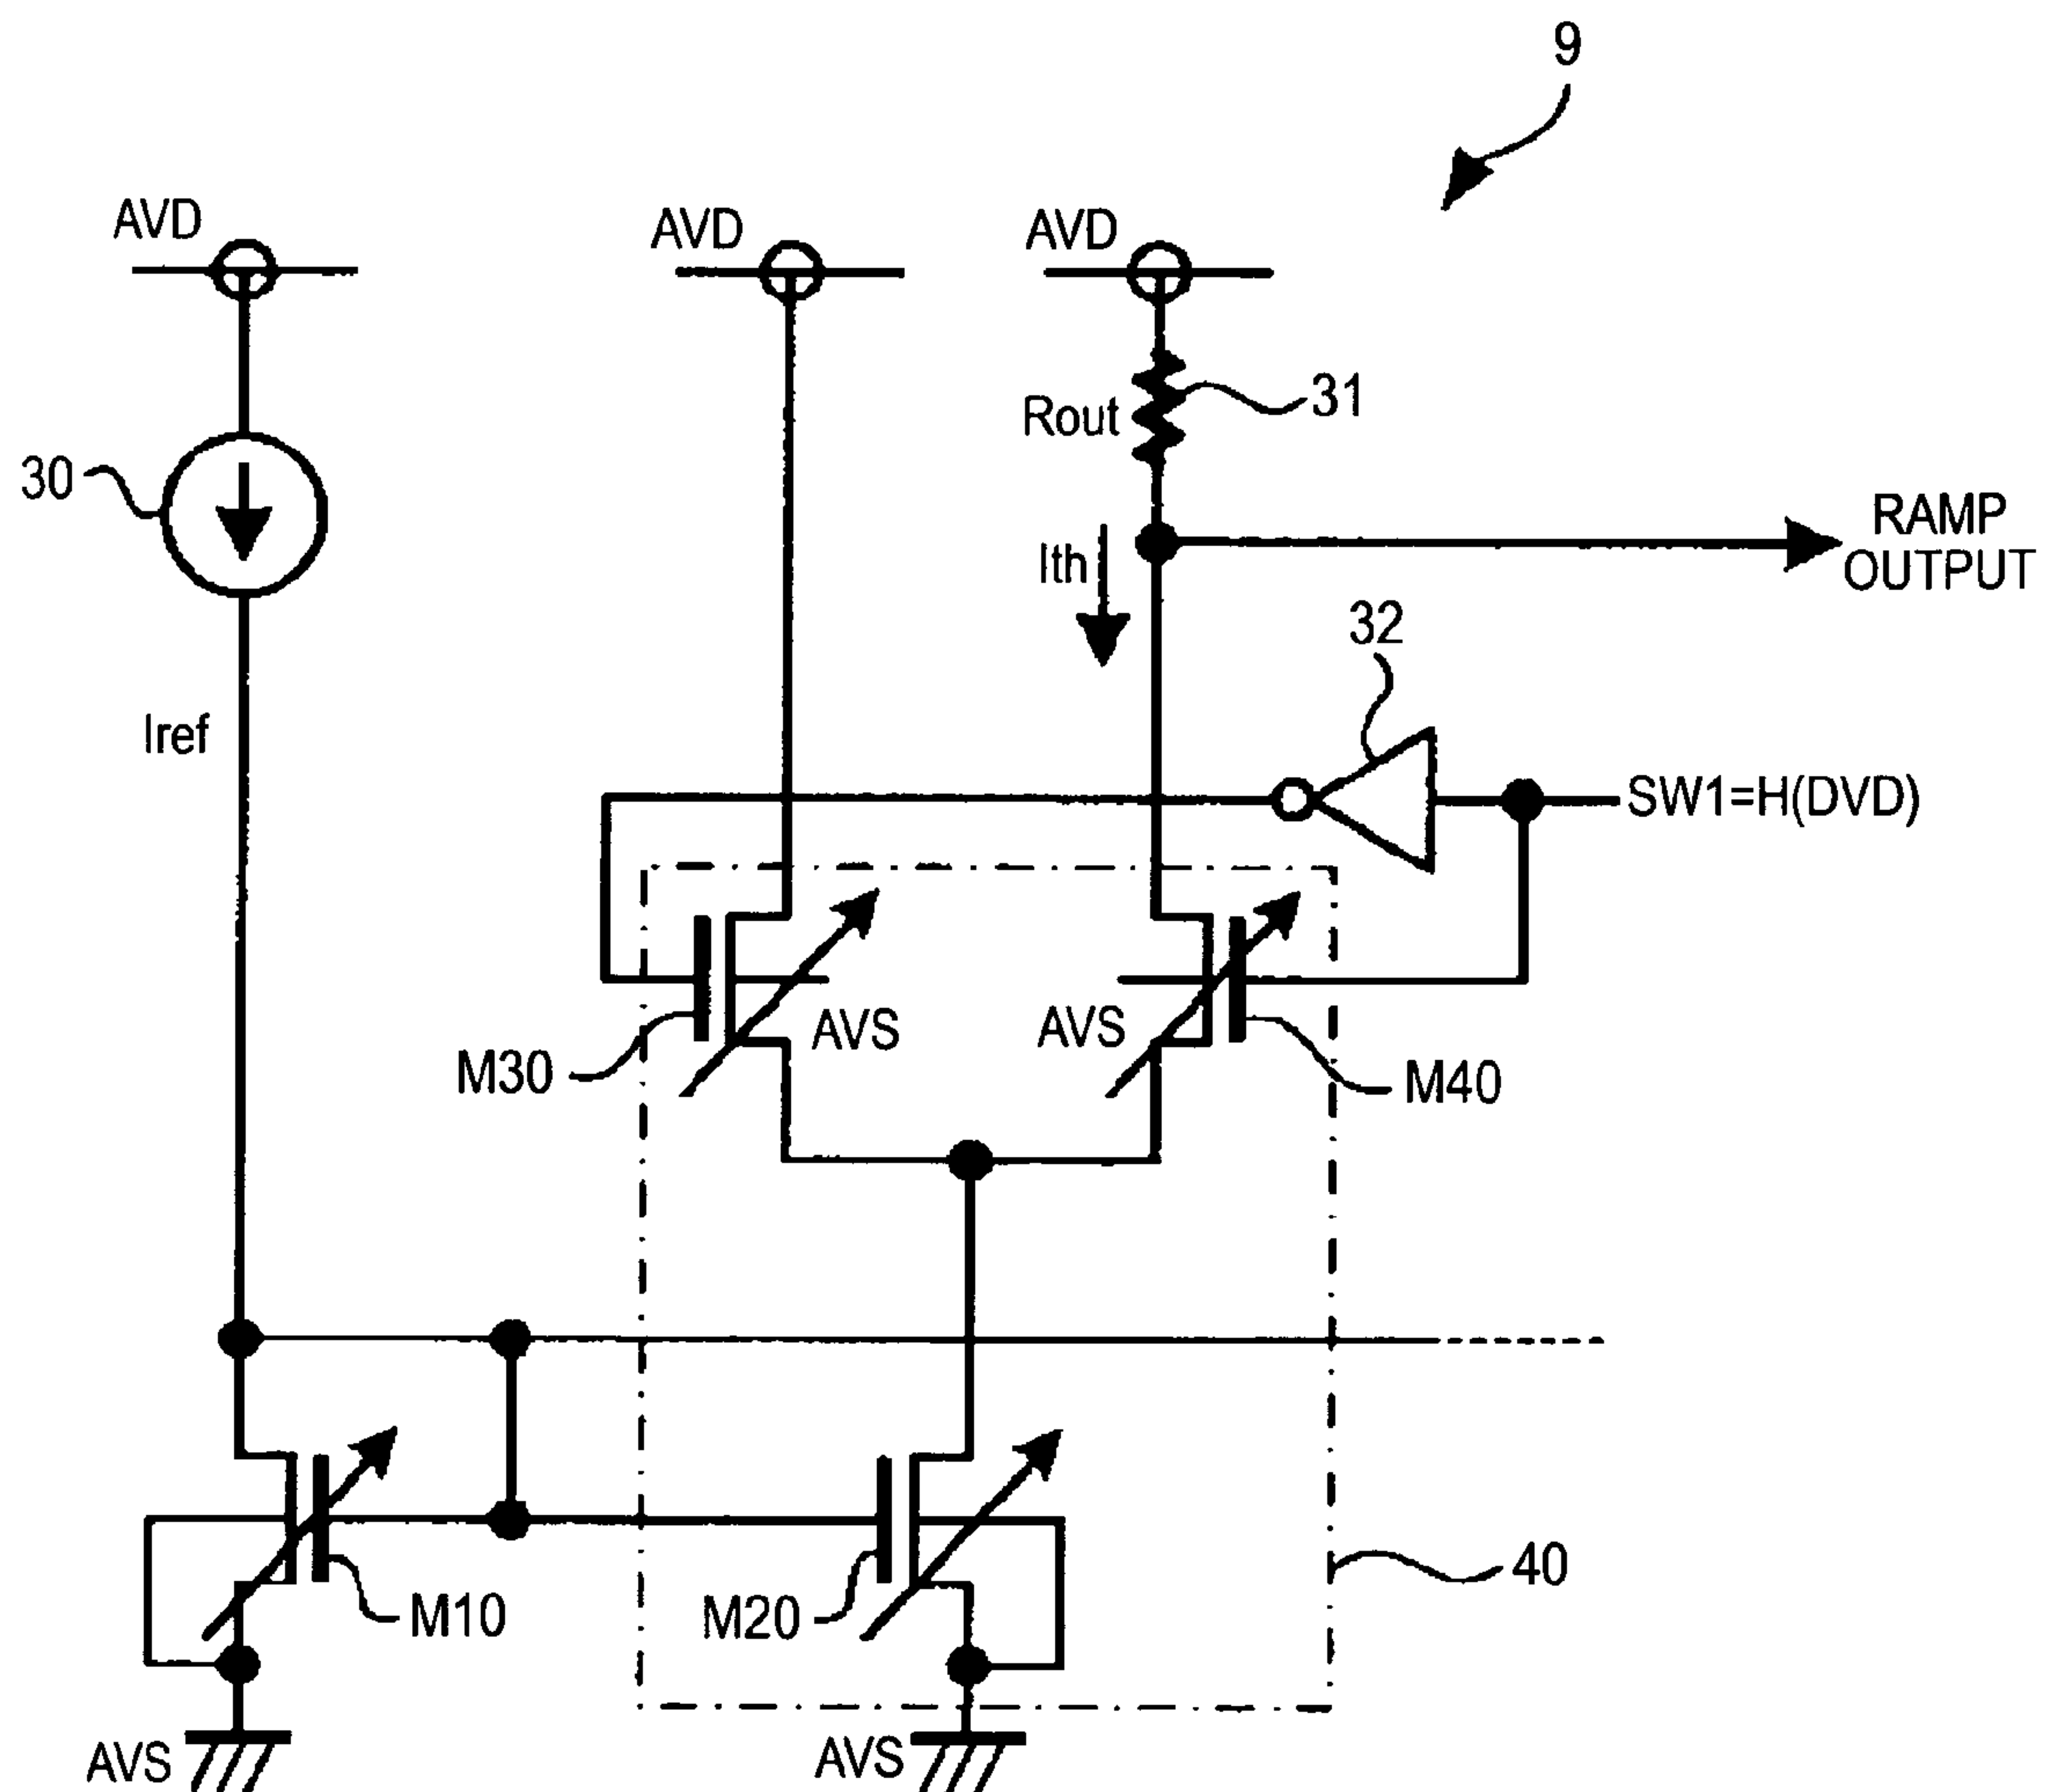 9
AVD
AVD
AVD
31
Rout
30
RAMP
OUTPUT
Ith
32
Iref
SW1=H(DVD)
AVS
AVS
M30
M40
40
M10
M20
AVS
AVS